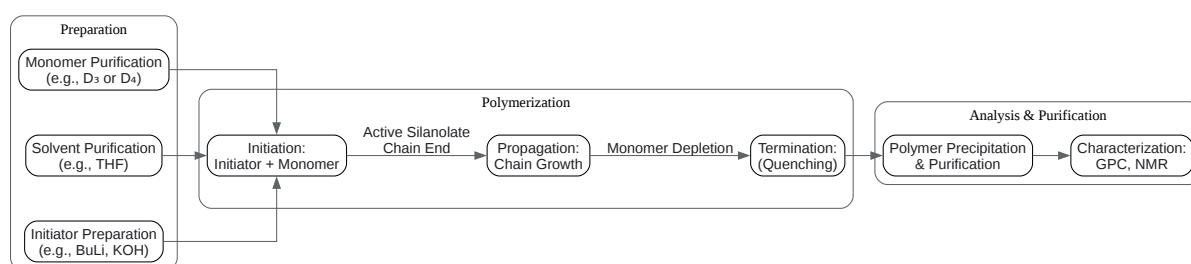 Preparation
Monomer Purification
(e.g., D₃ or D₄)
Solvent Purification
(e.g., THF)
Initiator Preparation
(e.g., BuLi, KOH)
Polymerization
Initiation:
Initiator + Monomer
Active Silanolate
Chain End
Propagation:
Chain Growth
Monomer Depletion
Termination:
(Quenching)
Analysis & Purification
Polymer Precipitation
& Purification
Characterization:
GPC, NMR